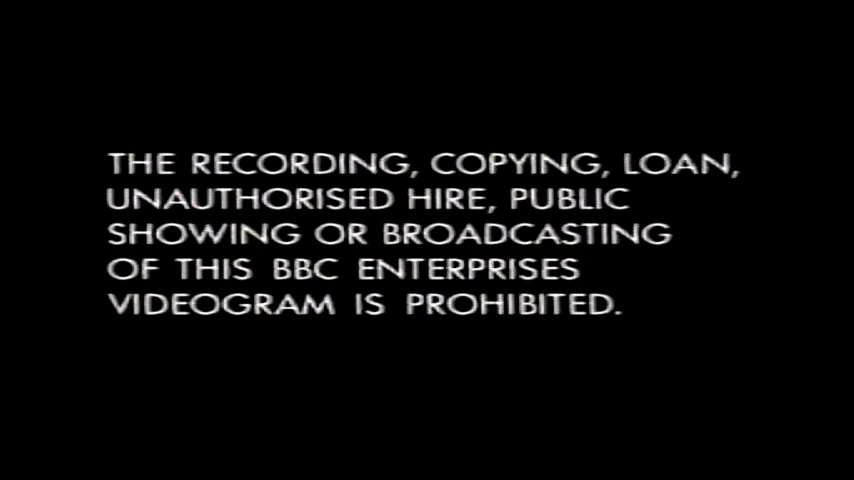 THE RECORDING, COPYING, LOAN,
UNAUTHORISED HIRE, PUBLIC
SHOWING OR BROADCASTING
OF THIS BBC ENTERPRISES
VIDEOGRAM IS PROHIBITED.